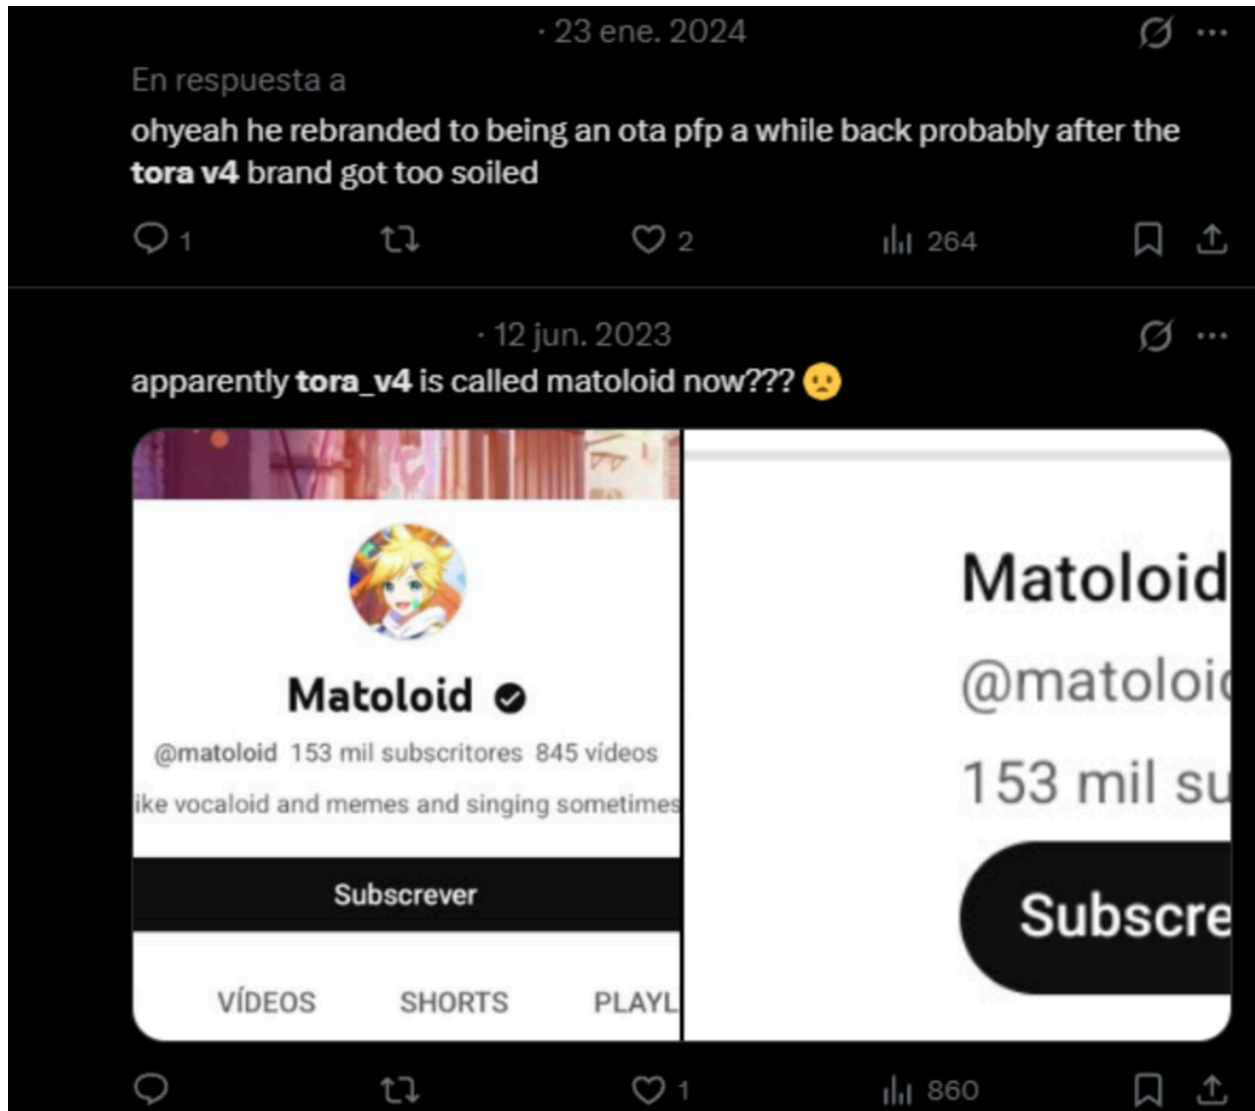 · 23 ene. 2024
En respuesta a
ohyeah he rebranded to being an ota pfp a while back probably after the
tora v4 brand got too soiled
1 2 264
· 12 jun. 2023
apparently tora_v4 is called matoloid now??? 😟
Matoloid
@matoloid 153 mil subscritores 845 vídeos
ike vocaloid and memes and singing sometimes
Subscrever
VÍDEOS SHORTS PLAYL
Matoloid
@matoloid
153 mil su
Subscre
1 860